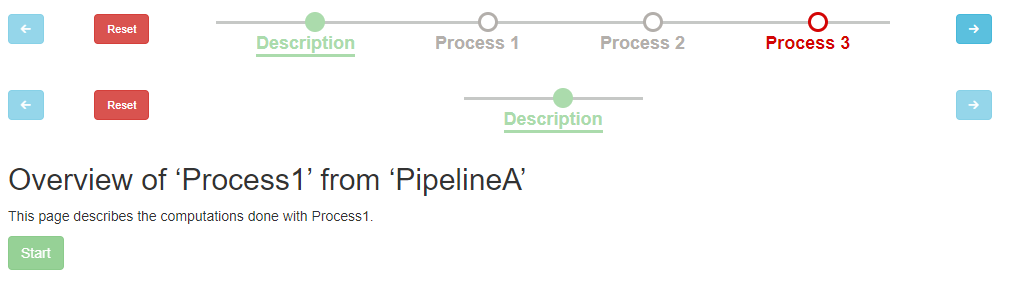 ← Reset → 
Description Process 1 Process 2 Process 3
← Reset →
Description
Overview of ‘Process1’ from ‘PipelineA’
This page describes the computations done with Process1.
Start